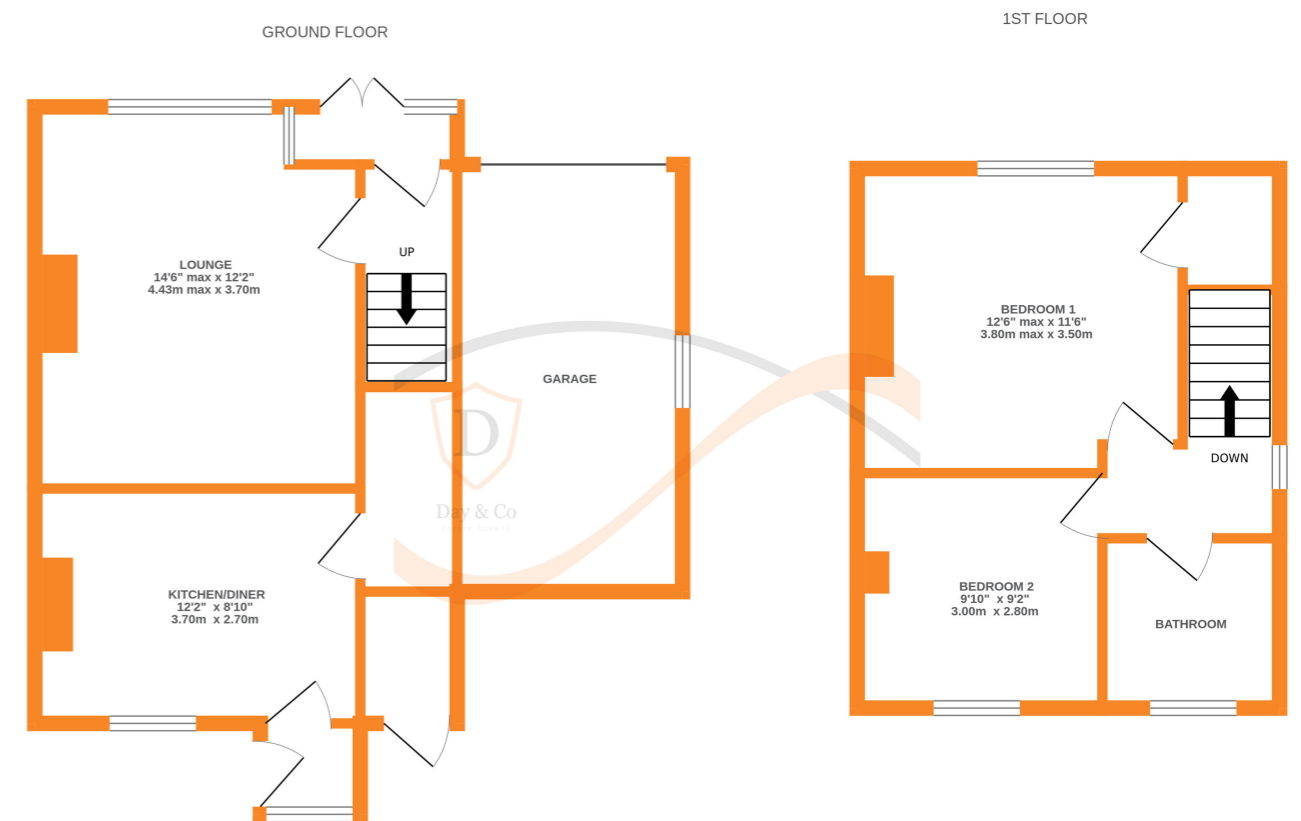 GROUND FLOOR
1ST FLOOR
LOUNGE
14'6" max x 12'2"
4.43m max x 3.70m
UP
GARAGE
KITCHEN/DINER
12'2" x 8'10"
3.70m x 2.70m
D
Day & Co
ESTATE AGENTS
BEDROOM 1
12'6" max x 11'6"
3.80m max x 3.50m
DOWN
BEDROOM 2
9'10" x 9'2"
3.00m x 2.80m
BATHROOM